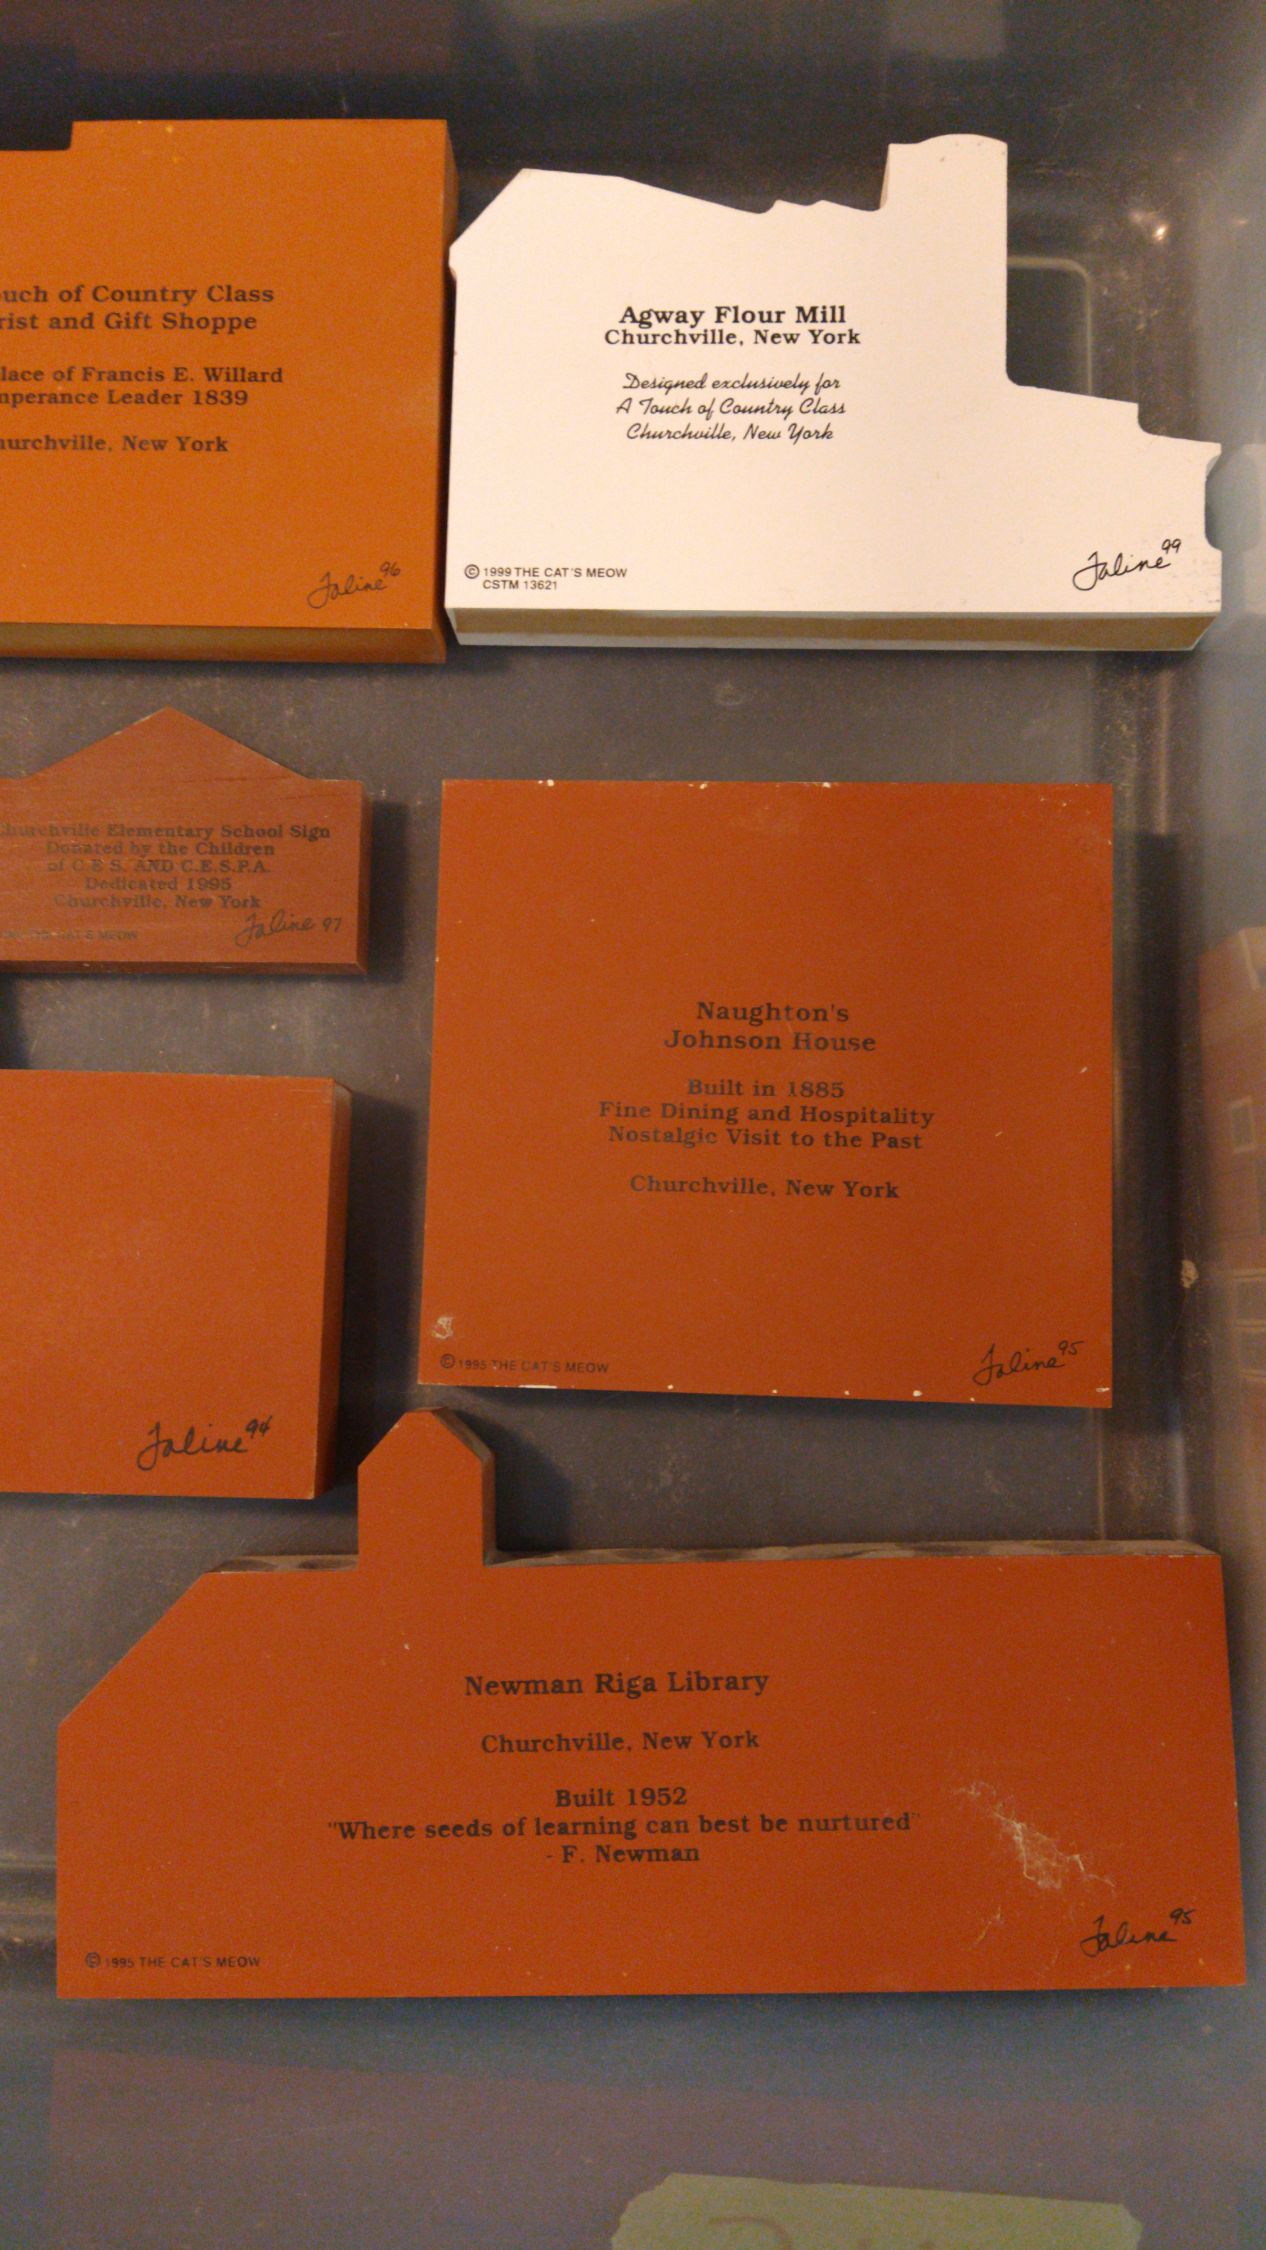 of Country Class
and Gift Shoppe
of Francis E. Willard
Leader 1839
New York
Faline 96
Agway Flour Mill
Churchville, New York
Designed exclusively for
A Touch of Country Class
Churchville, New York
© 1999 THE CAT'S MEOW
CSTM 13621
Faline 99
Churchville Elementary School Sign
Donated by the Children
of C.E.S. AND C.E.S.P.A.
Dedicated 1995
Churchville, New York
CAT'S MEOW
Faline 97
Naughton's
Johnson House
Built in 1885
Fine Dining and Hospitality
Nostalgic Visit to the Past
Churchville, New York
© 1995 THE CAT'S MEOW
Faline 95
Faline 94
Newman Riga Library
Churchville, New York
Built 1952
"Where seeds of learning can best be nurtured"
- F. Newman
© 1995 THE CAT'S MEOW
Faline 95